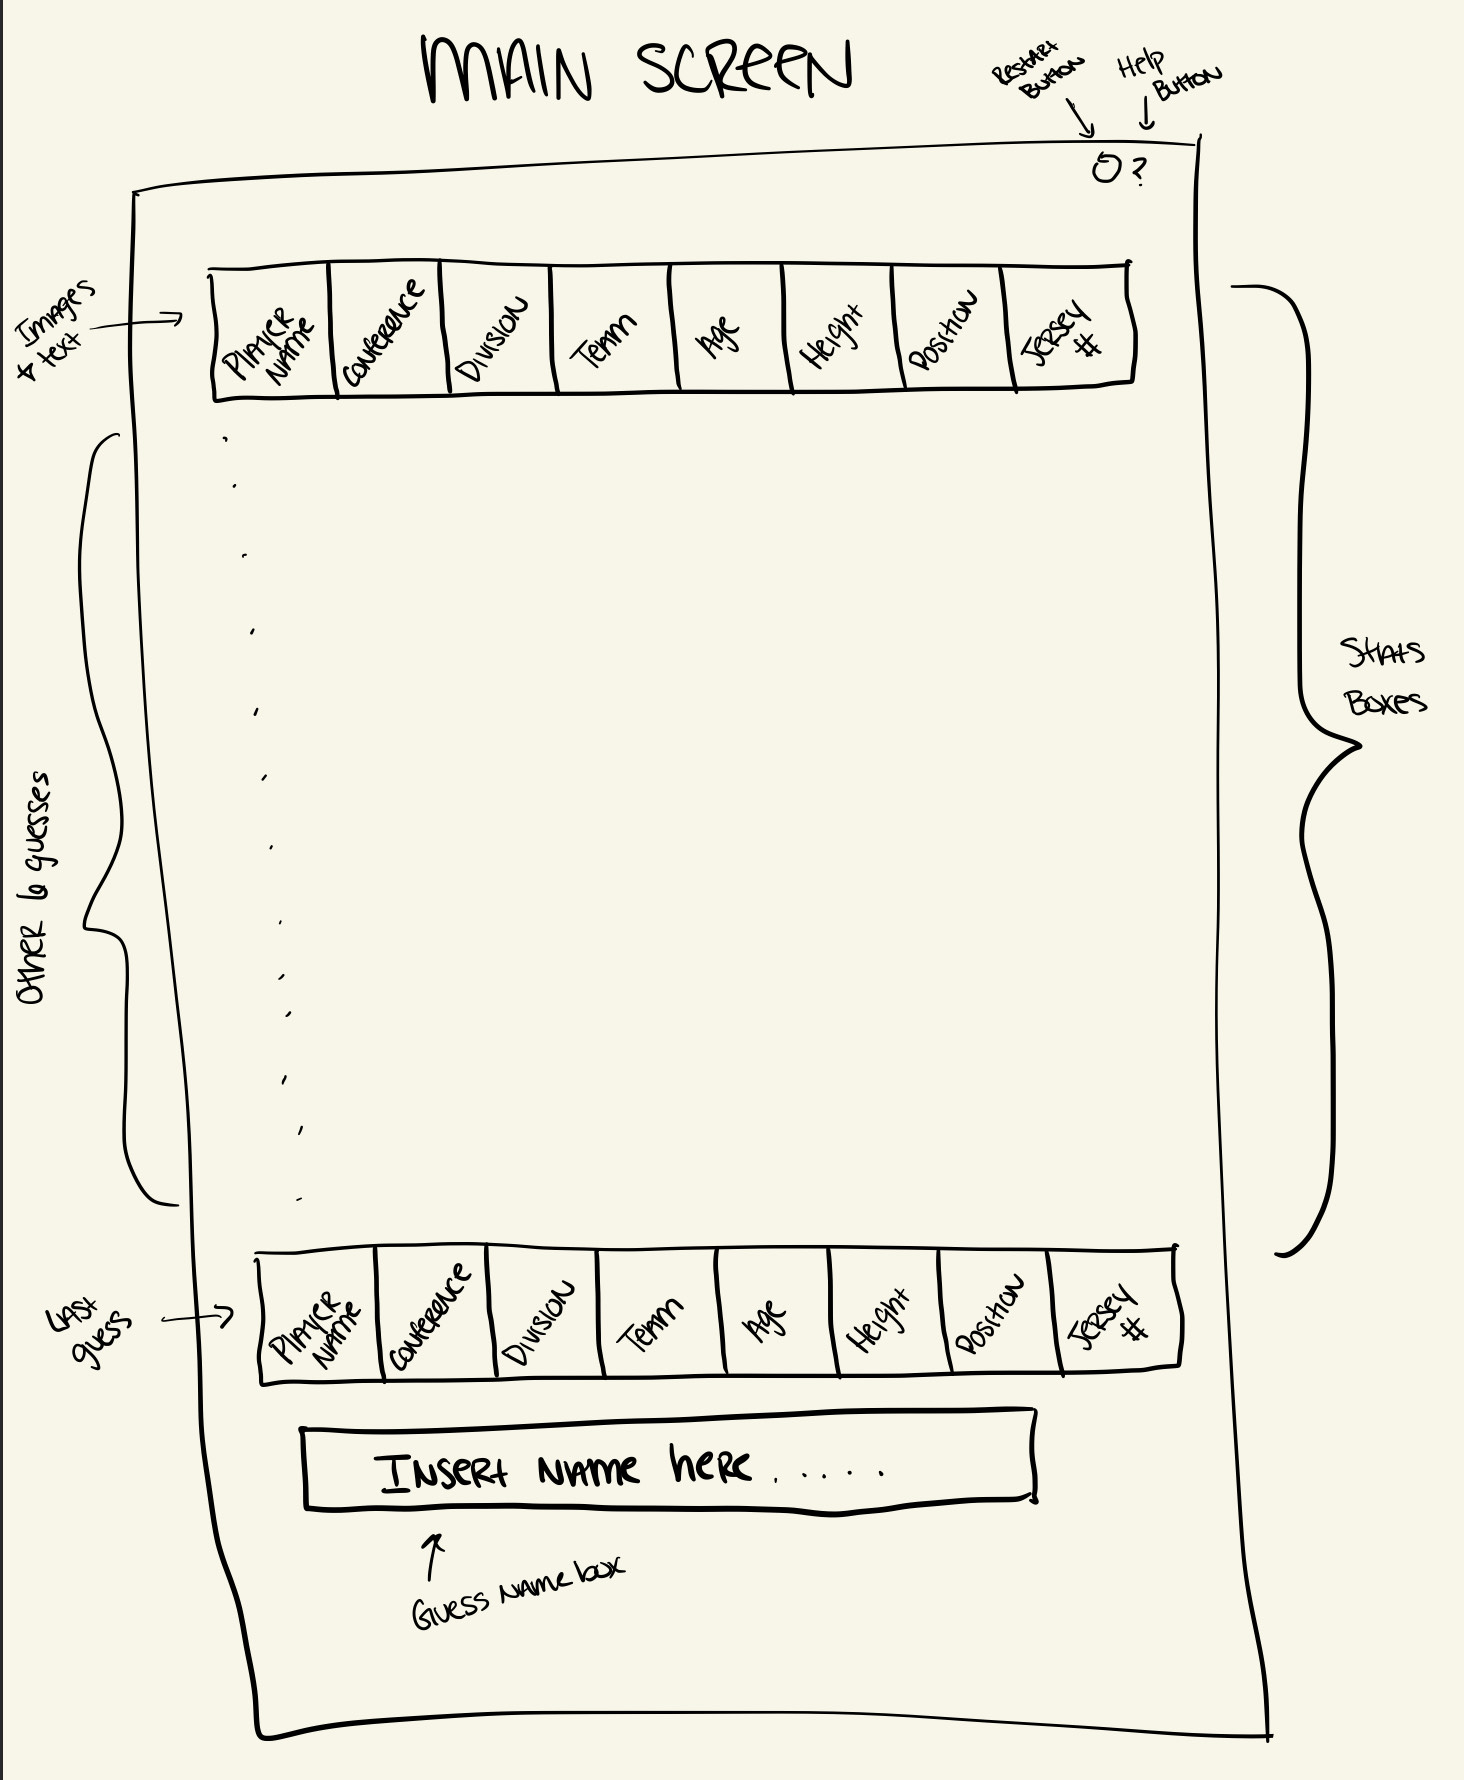 MAIN SCREEN
RESTART
BUTTON
Help
BUTTON
?
Images
& text
PlAYER
NAME
CONFERENCE
DIVISION
TEAM
Age
Height
POSITION
JERSEY
#
Other 6 guesses
Stats
Boxes
LAST
guess
PlAYER
NAME
CONFERENCE
DIVISION
TEAM
Age
Height
POSITION
JERSEY
#
INSERT NAME here .....
GUESS NAME box